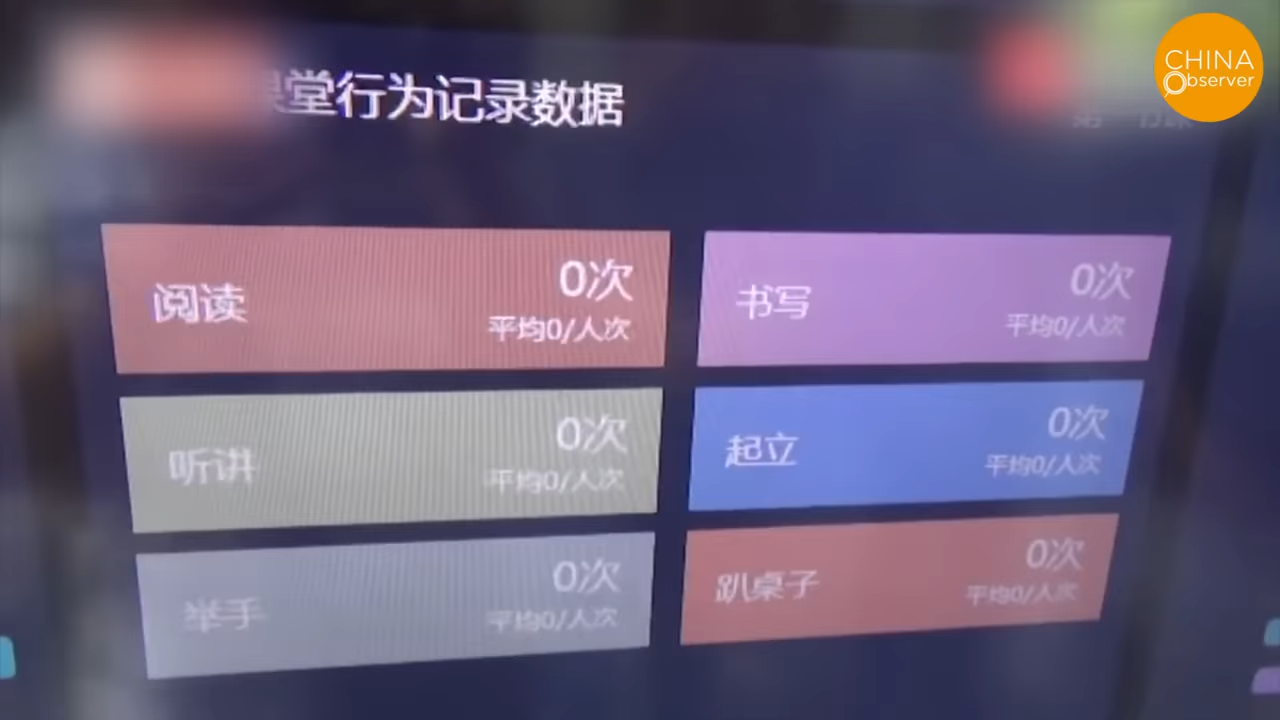 课堂行为记录数据
CHINA
Observer
阅读
0次
平均0/人次
书写
0次
平均0/人次
听讲
0次
平均0/人次
起立
0次
平均0/人次
举手
0次
平均0/人次
趴桌子
0次
平均0/人次